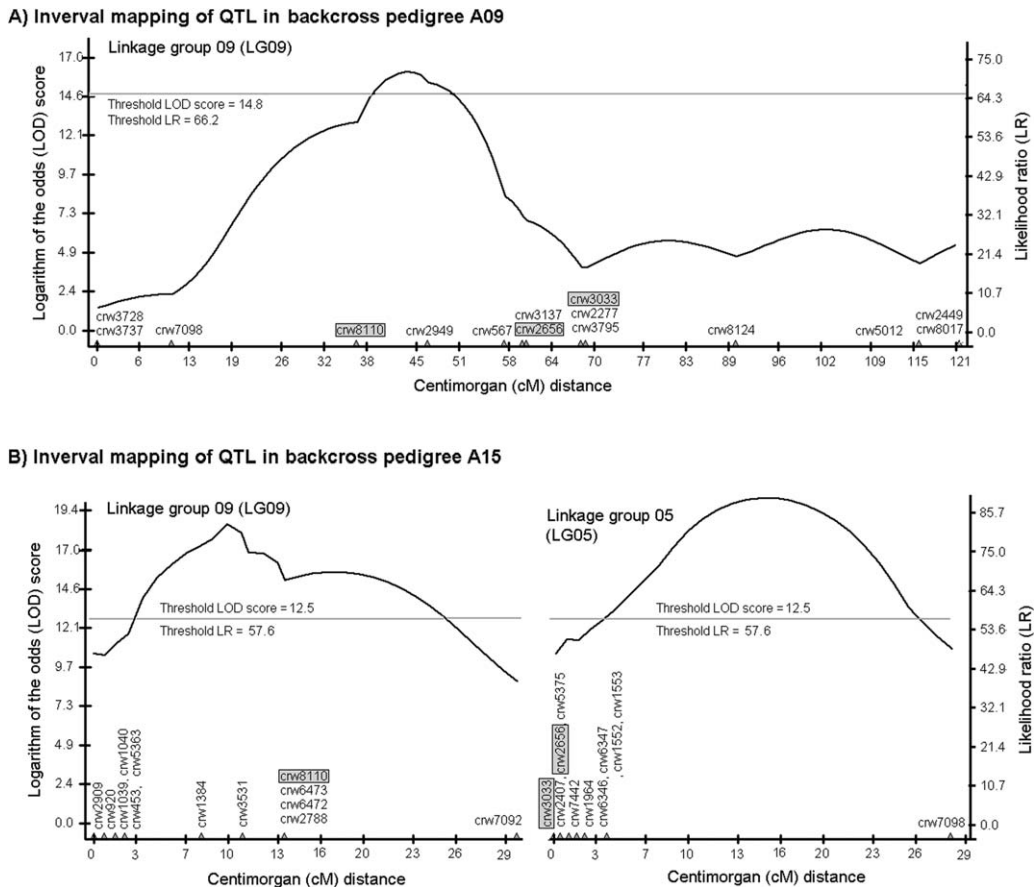 A) Inverval mapping of QTL in backcross pedigree A09
Linkage group 09 (LG09)
Logarithm of the odds (LOD) score
17.0
14.6
12.1
9.7
7.3
4.9
2.4
0.0
Threshold LOD score = 14.8
Threshold LR = 66.2
75.0
64.3
53.6
42.9
32.1
21.4
10.7
0.0
Likelihood ratio (LR)
crw3728
crw3737
crw7098
crw8110
crw2949
crw567
crw3137
crw2656
crw3033
crw2277
crw3795
crw8124
crw5012
crw2449
crw8017
0 6 13 19 26 32 38 45 51 58 64 70 77 83 89 96 102 109 115 121
Centimorgan (cM) distance
B) Inverval mapping of QTL in backcross pedigree A15
Linkage group 09 (LG09)
Logarithm of the odds (LOD) score
19.4
17.0
14.6
12.1
9.7
7.3
4.9
2.4
0.0
Threshold LOD score = 12.5
Threshold LR = 57.6
crw2909
crw920
crw1039, crw1040
crw453, crw5363
crw1384
crw3531
crw8110
crw6473
crw6472
crw2788
crw7092
0 3 7 10 13 16 20 23 26 29
Centimorgan (cM) distance
Linkage group 05
(LG05)
Threshold LOD score = 12.5
Threshold LR = 57.6
85.7
75.0
64.3
53.6
42.9
32.1
21.4
10.7
0.0
Likelihood ratio (LR)
crw3033
crw2407, crw2656, crw5375
crw7442
crw1964
crw6346, crw6347
, crw1552, crw1553
crw7098
0 3 7 10 13 16 20 23 26 29
Centimorgan (cM) distance